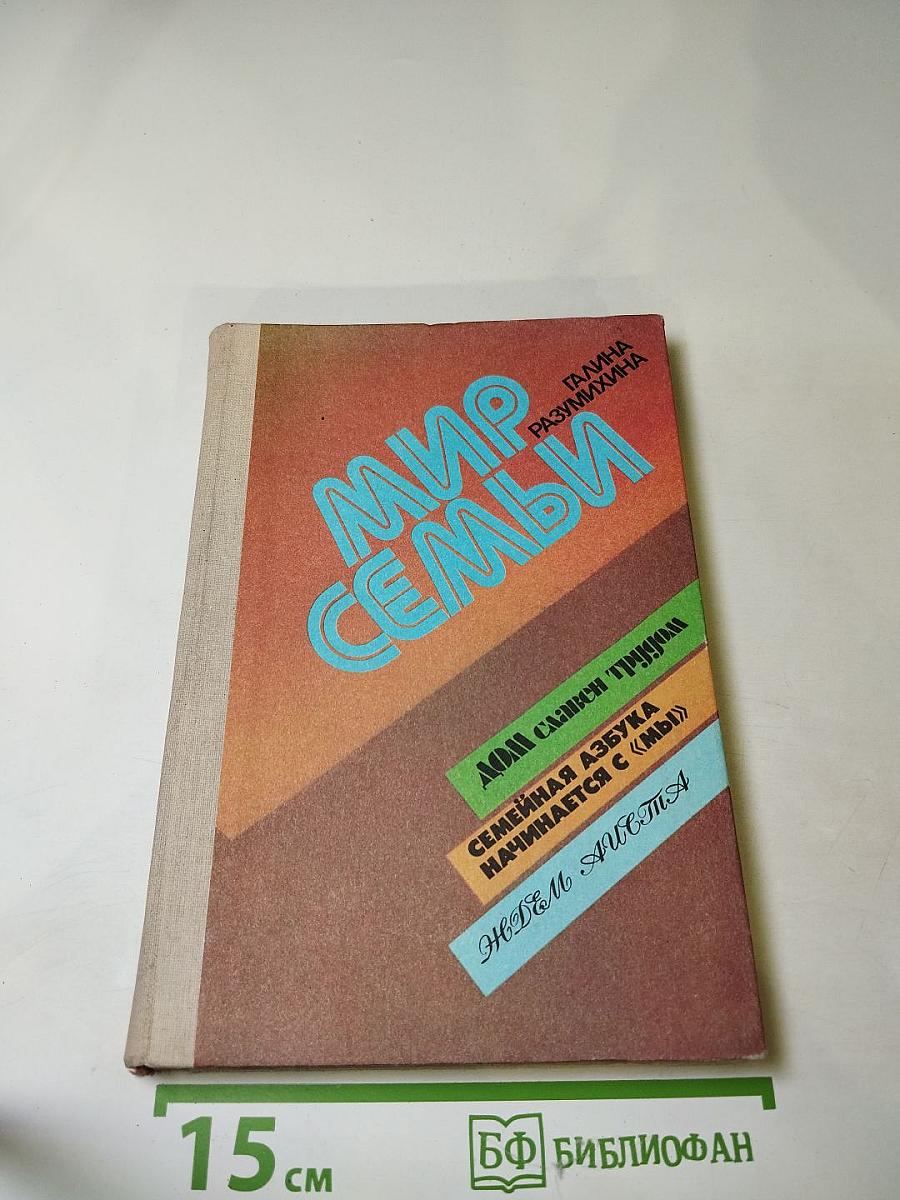 ГАЛИНА
РАЗУМИХИНА
МИР
СЕМЬИ
ДОМ славен трудом
СЕМЕЙНАЯ АЗБУКА
НАЧИНАЕТСЯ С «МЫ»
ЖДЕМ АИСТА
15 см
БФ БИБЛИОФАН